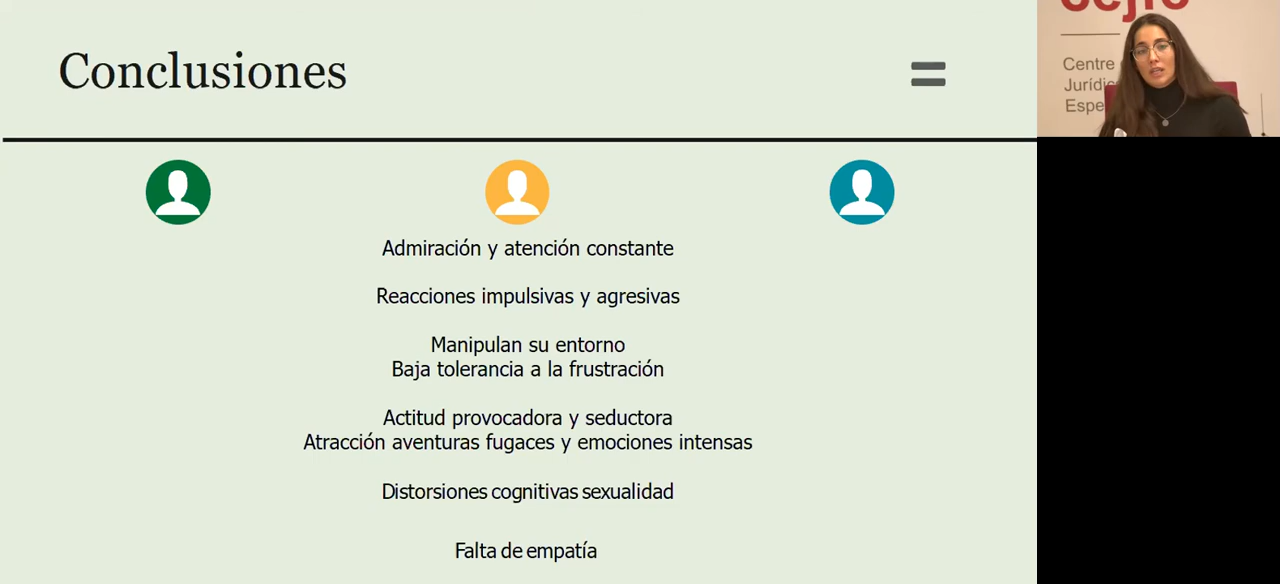 Conclusiones
Admiración y atención constante
Reacciones impulsivas y agresivas
Manipulan su entorno
Baja tolerancia a la frustración
Actitud provocadora y seductora
Atracción aventuras fugaces y emociones intensas
Distorsiones cognitivas sexualidad
Falta de empatía
Centre
Jurídic
Espe